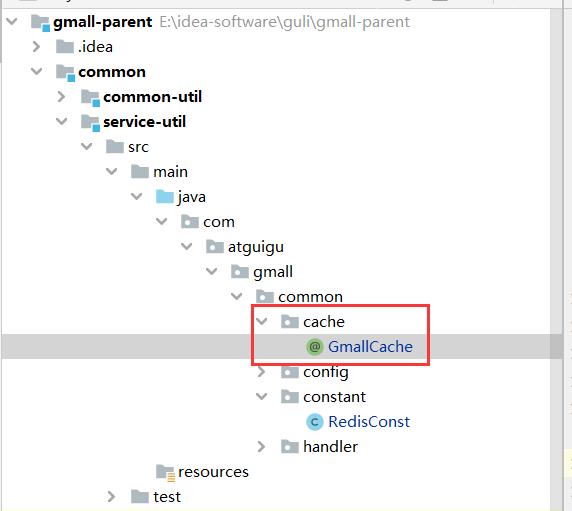 gmall-parent E:\idea-software\guli\gmall-parent
.idea
common
common-util
service-util
src
main
java
com
atguigu
gmall
common
cache
@ GmallCache
config
constant
C RedisConst
handler
resources
test